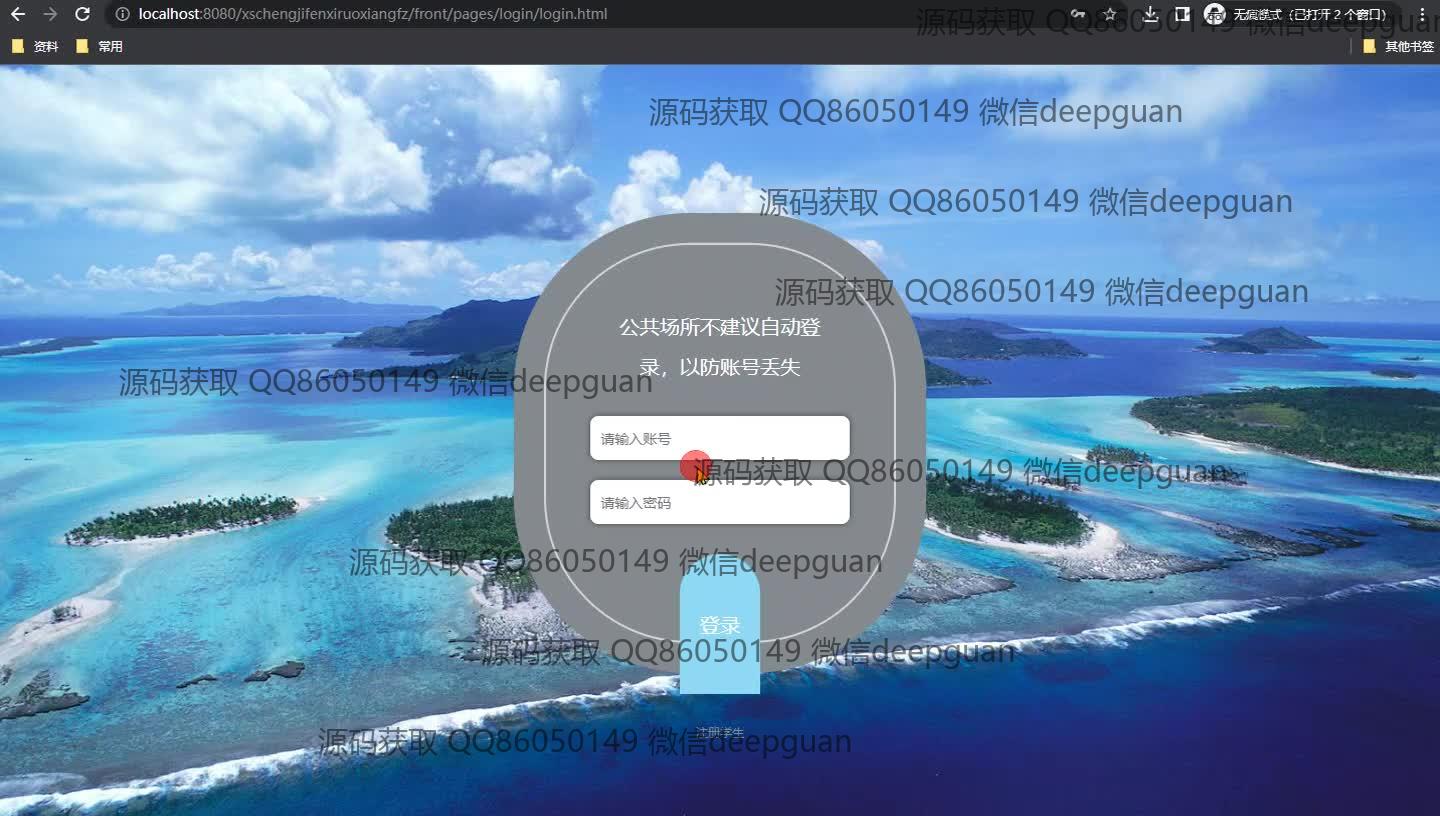 localhost:8080/xschengjifenxiruoxiangfz/front/pages/login/login.html
无痕模式（已打开 2 个窗口）
源码获取 QQ86050149 微信deepguan
资料
常用
其他书签
源码获取 QQ86050149 微信deepguan
源码获取 QQ86050149 微信deepguan
源码获取 QQ86050149 微信deepguan
公共场所不建议自动登
录，以防账号丢失
源码获取 QQ86050149 微信deepguan
请输入账号
源码获取 QQ86050149 微信deepguan
请输入密码
源码获取 QQ86050149 微信deepguan
登录
源码获取 QQ86050149 微信deepguan
注册学生
源码获取 QQ86050149 微信deepguan